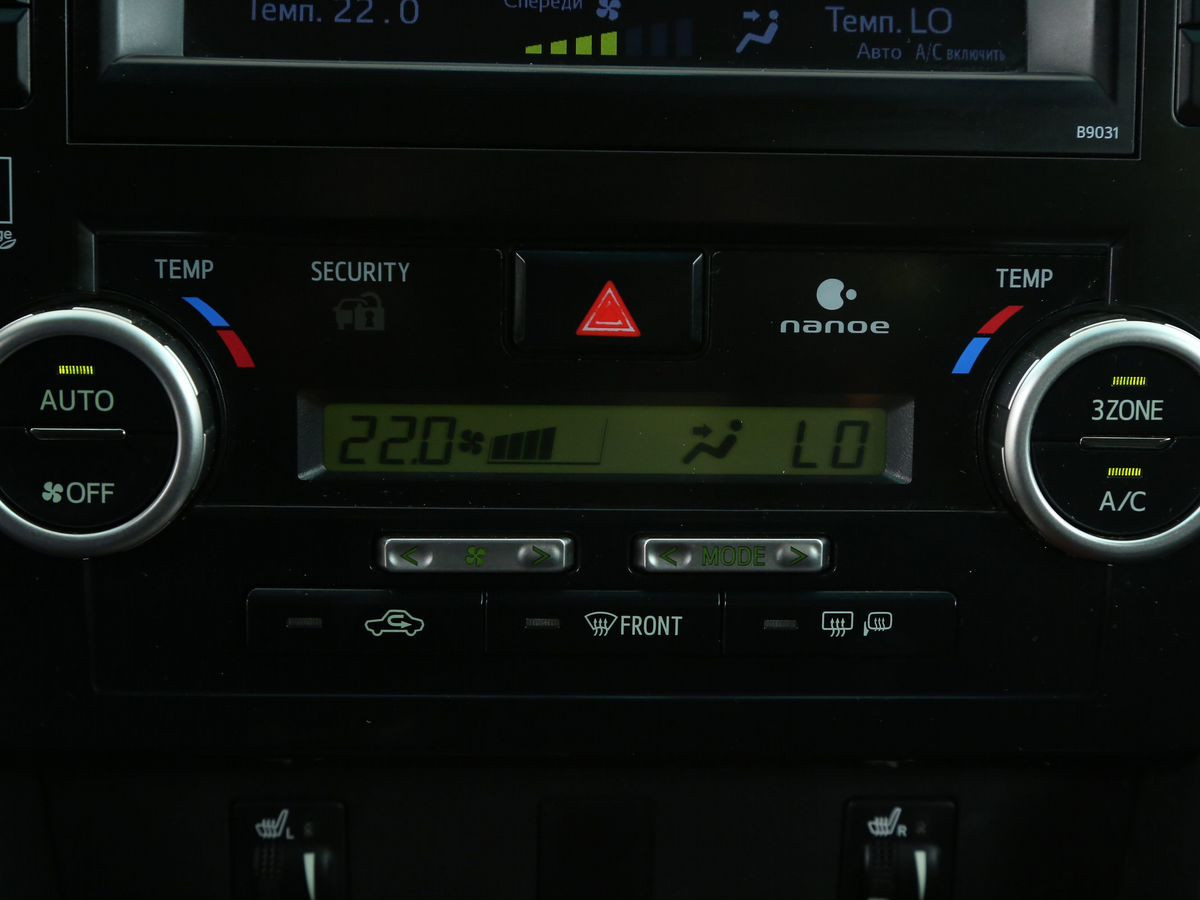 Темп. 22.0
Спереди
Темп. LO
Авто A/C включить
B9031
ge
TEMP
SECURITY
nanoe
TEMP
AUTO
OFF
22.0
LO
3ZONE
A/C
< >
< MODE >
FRONT
L
R